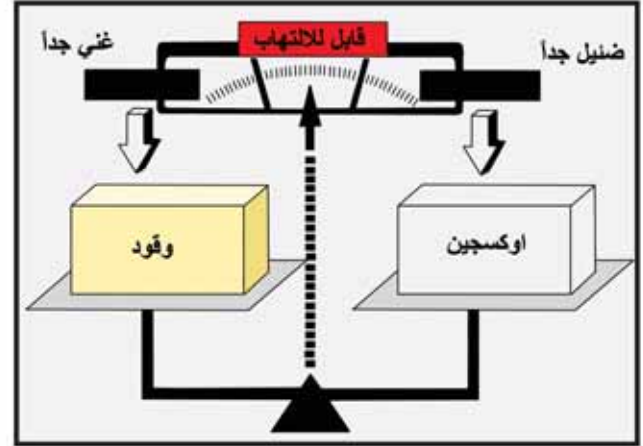 قابل للالتهاب
ضئيل جداً
غني جداً
اوكسجين
وقود